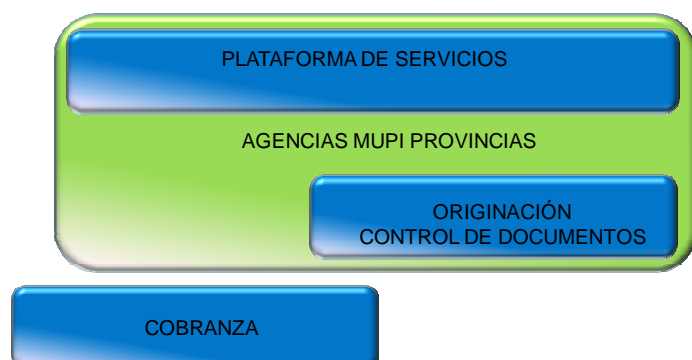 PLATAFORMA DE SERVICIOS
AGENCIAS MUPI PROVINCIAS
ORIGINACIÓN
CONTROL DE DOCUMENTOS
COBRANZA